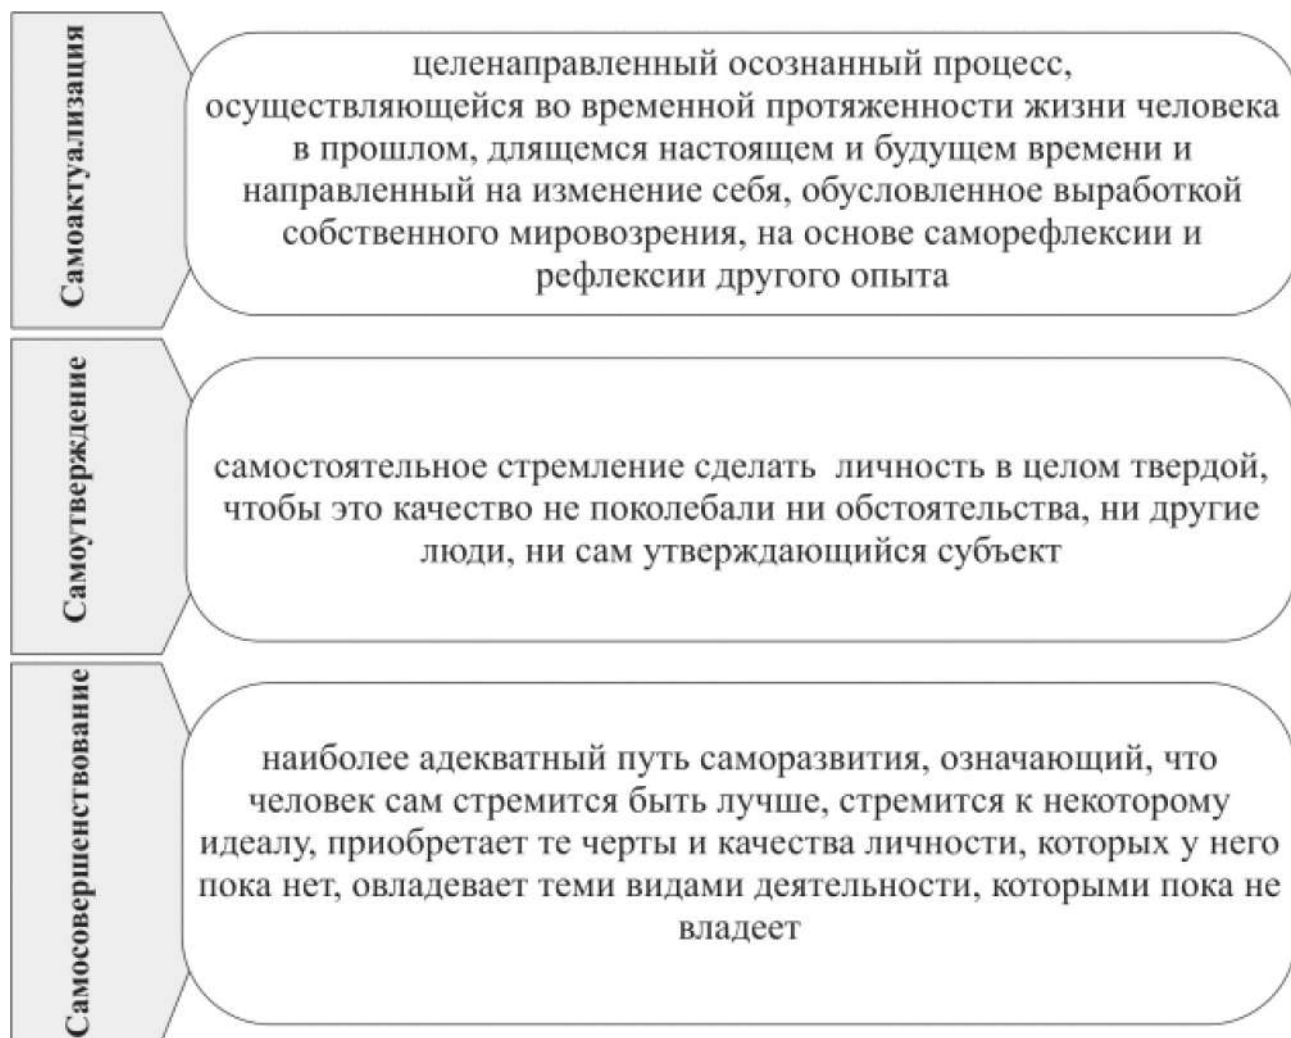 Самоактуализация
целенаправленный осознанный процесс,
осуществляющейся во временной протяженности жизни человека
в прошлом, длящемся настоящем и будущем времени и
направленный на изменение себя, обусловленное выработкой
собственного мировозрения, на основе саморефлексии и
рефлексии другого опыта
Самоутверждение
самостоятельное стремление сделать  личность в целом твердой,
чтобы это качество не поколебали ни обстоятельства, ни другие
люди, ни сам утверждающийся субъект
Самосовершенствование
наиболее адекватный путь саморазвития, означающий, что
человек сам стремится быть лучше, стремится к некоторому
идеалу, приобретает те черты и качества личности, которых у него
пока нет, овладевает теми видами деятельности, которыми пока не
владеет